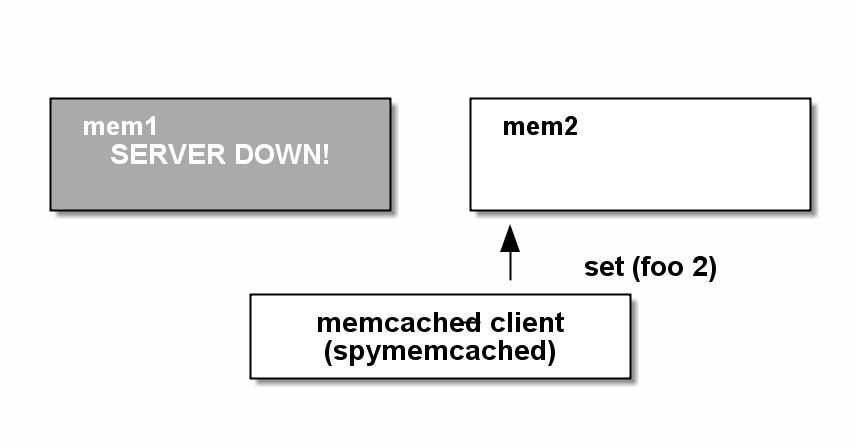 mem1
SERVER DOWN!
mem2
set (foo 2)
memcached client
(spymemcached)